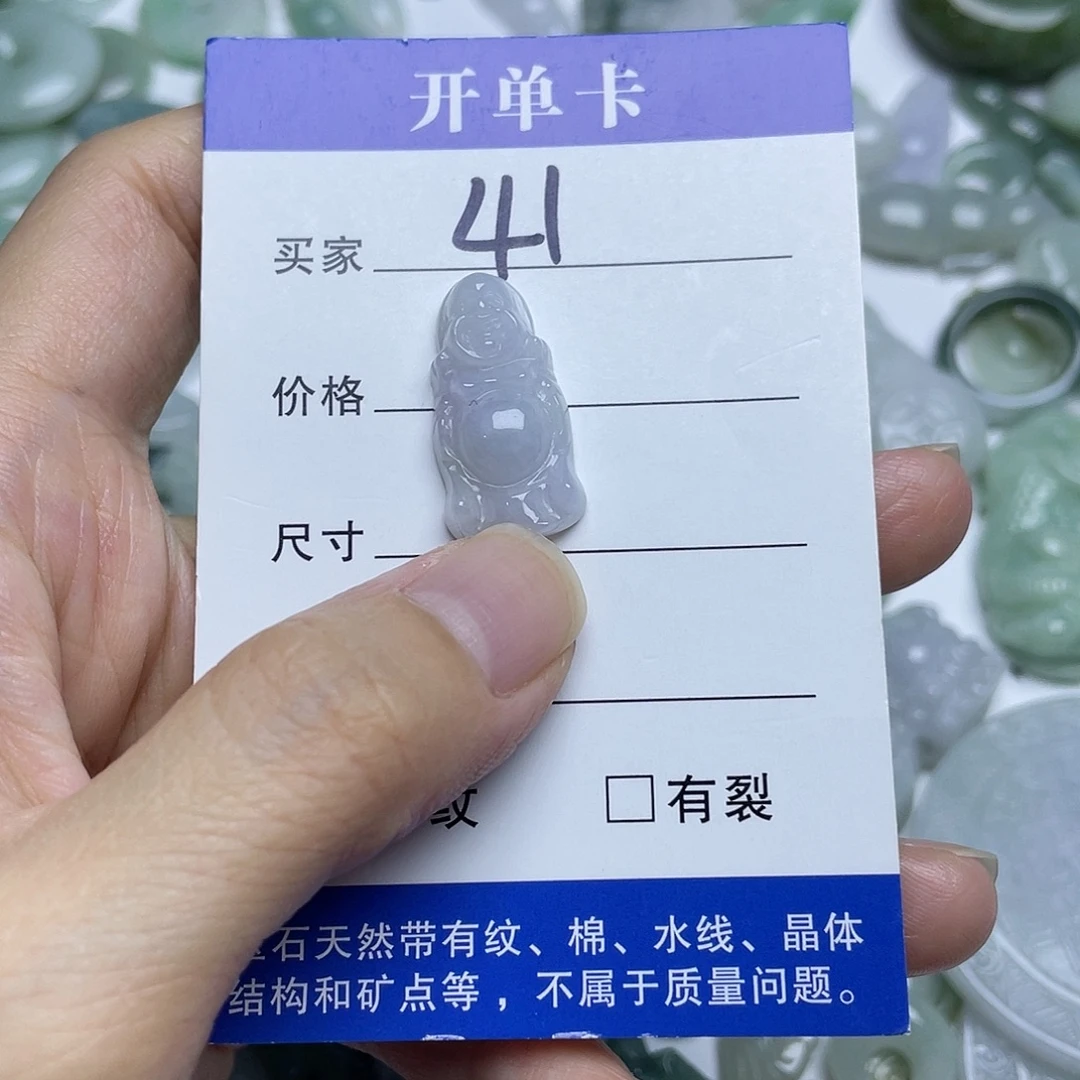 开单卡
买家 41
价格
尺寸
纹 □有裂
石天然带有纹、棉、水线、晶体
结构和矿点等，不属于质量问题。